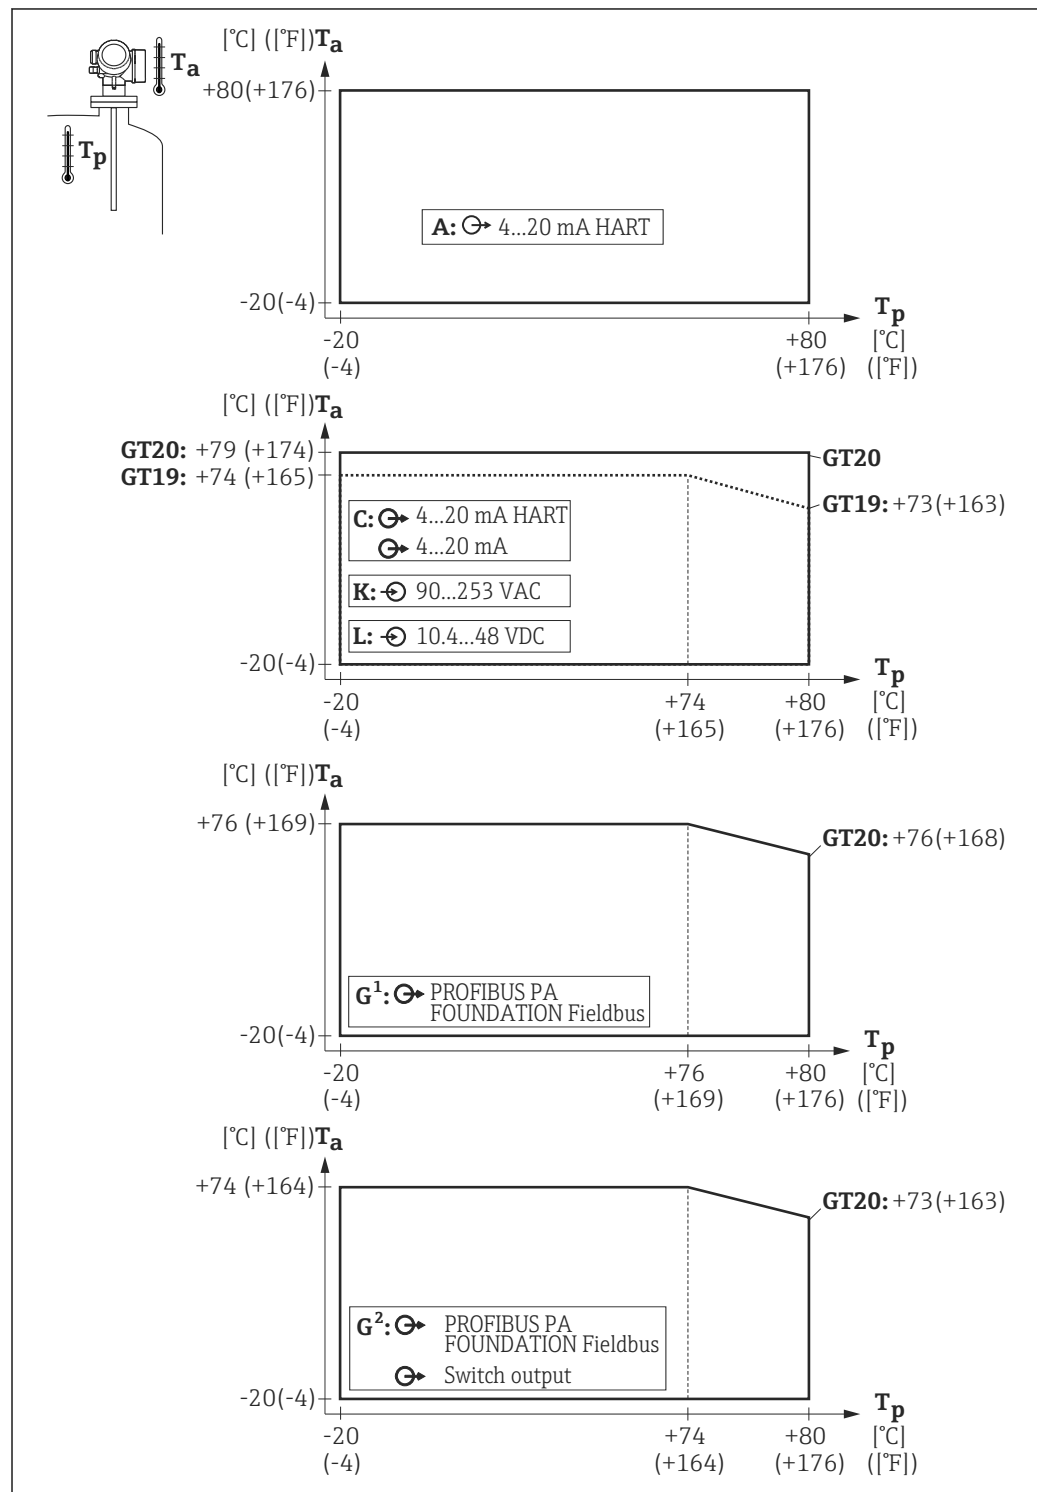 [°C] ([°F])Ta
Ta
Tp
+80(+176)
A: 4...20 mA HART
-20(-4)
Tp
-20 +80 [°C]
(-4) (+176) ([°F])
[°C] ([°F])Ta
GT20: +79 (+174)
GT20
GT19: +74 (+165)
GT19: +73(+163)
C: 4...20 mA HART
4...20 mA
K: 90...253 VAC
L: 10.4...48 VDC
-20(-4)
Tp
-20 +74 +80 [°C]
(-4) (+165) (+176) ([°F])
[°C] ([°F])Ta
+76 (+169)
GT20: +76(+168)
G1: PROFIBUS PA
FOUNDATION Fieldbus
-20(-4)
Tp
-20 +76 +80 [°C]
(-4) (+169) (+176) ([°F])
[°C] ([°F])Ta
+74 (+164)
GT20: +73(+163)
G2: PROFIBUS PA
FOUNDATION Fieldbus
Switch output
-20(-4)
Tp
-20 +74 +80 [°C]
(-4) (+164) (+176) ([°F])